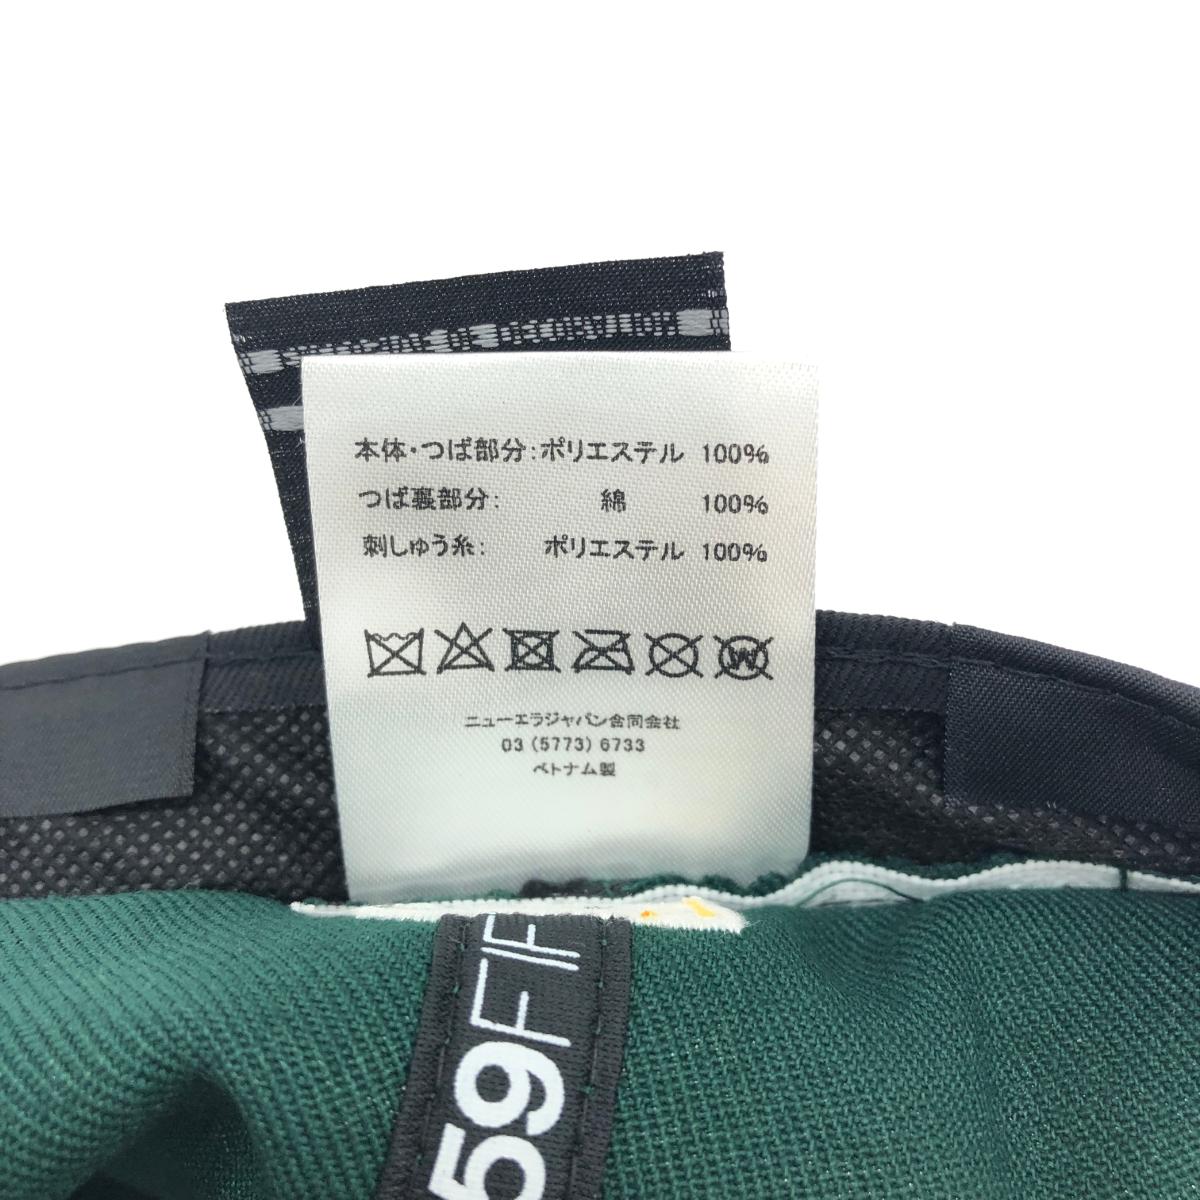 本体・つば部分:ポリエステル 100%
つば裏部分: 綿 100%
刺しゅう糸: ポリエステル 100%
W
ニューエラジャパン合同会社
03 (5773) 6733
ベトナム製
59FIF